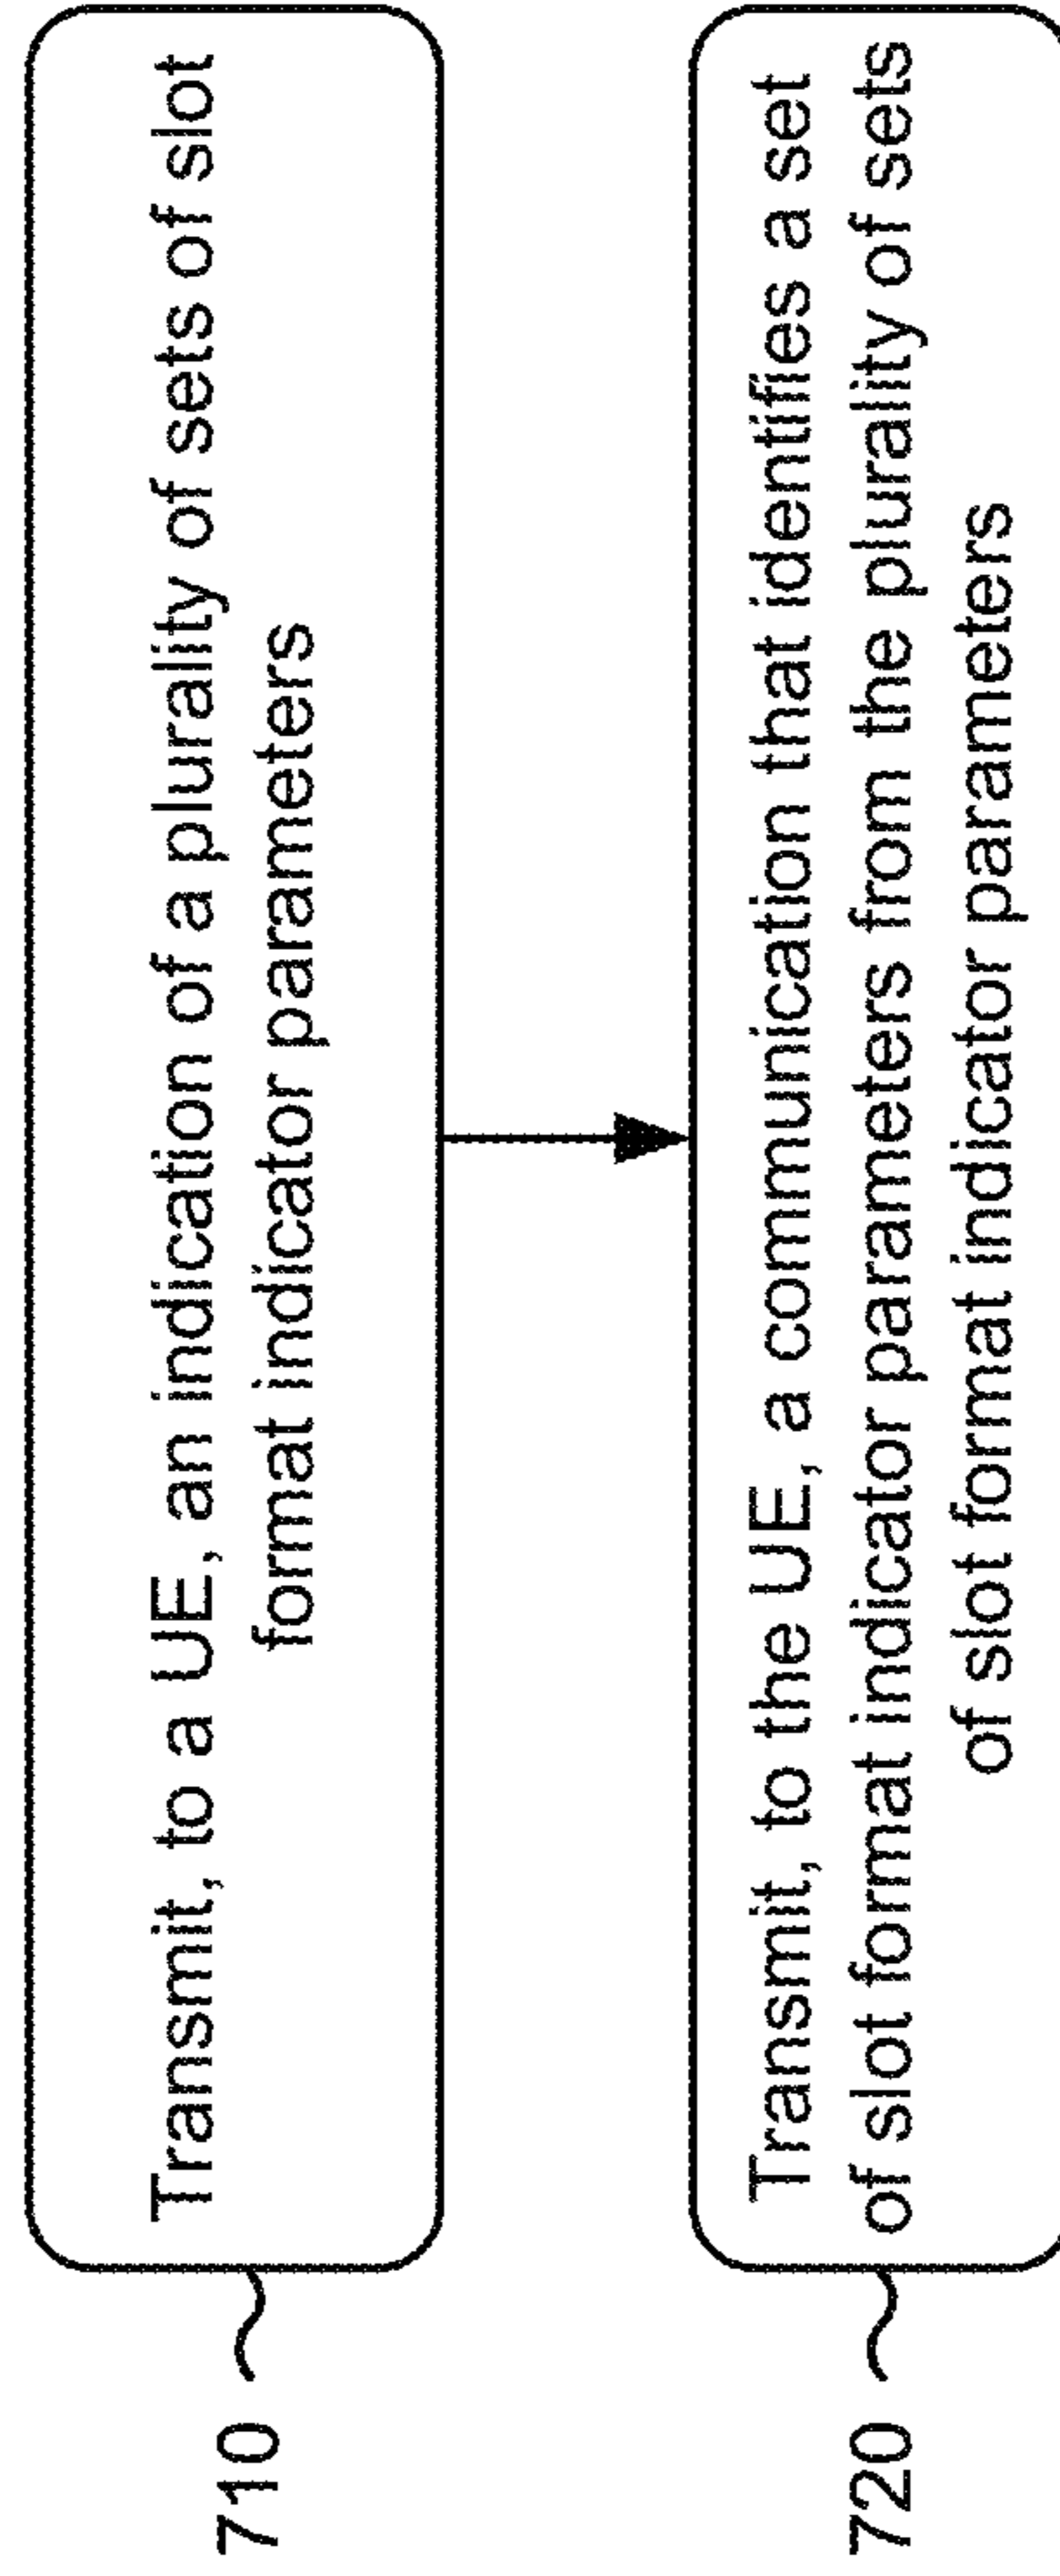 710
Transmit, to a UE, an indication of a plurality of sets of slot
format indicator parameters
720
Transmit, to the UE, a communication that identifies a set
of slot format indicator parameters from the plurality of sets
of slot format indicator parameters